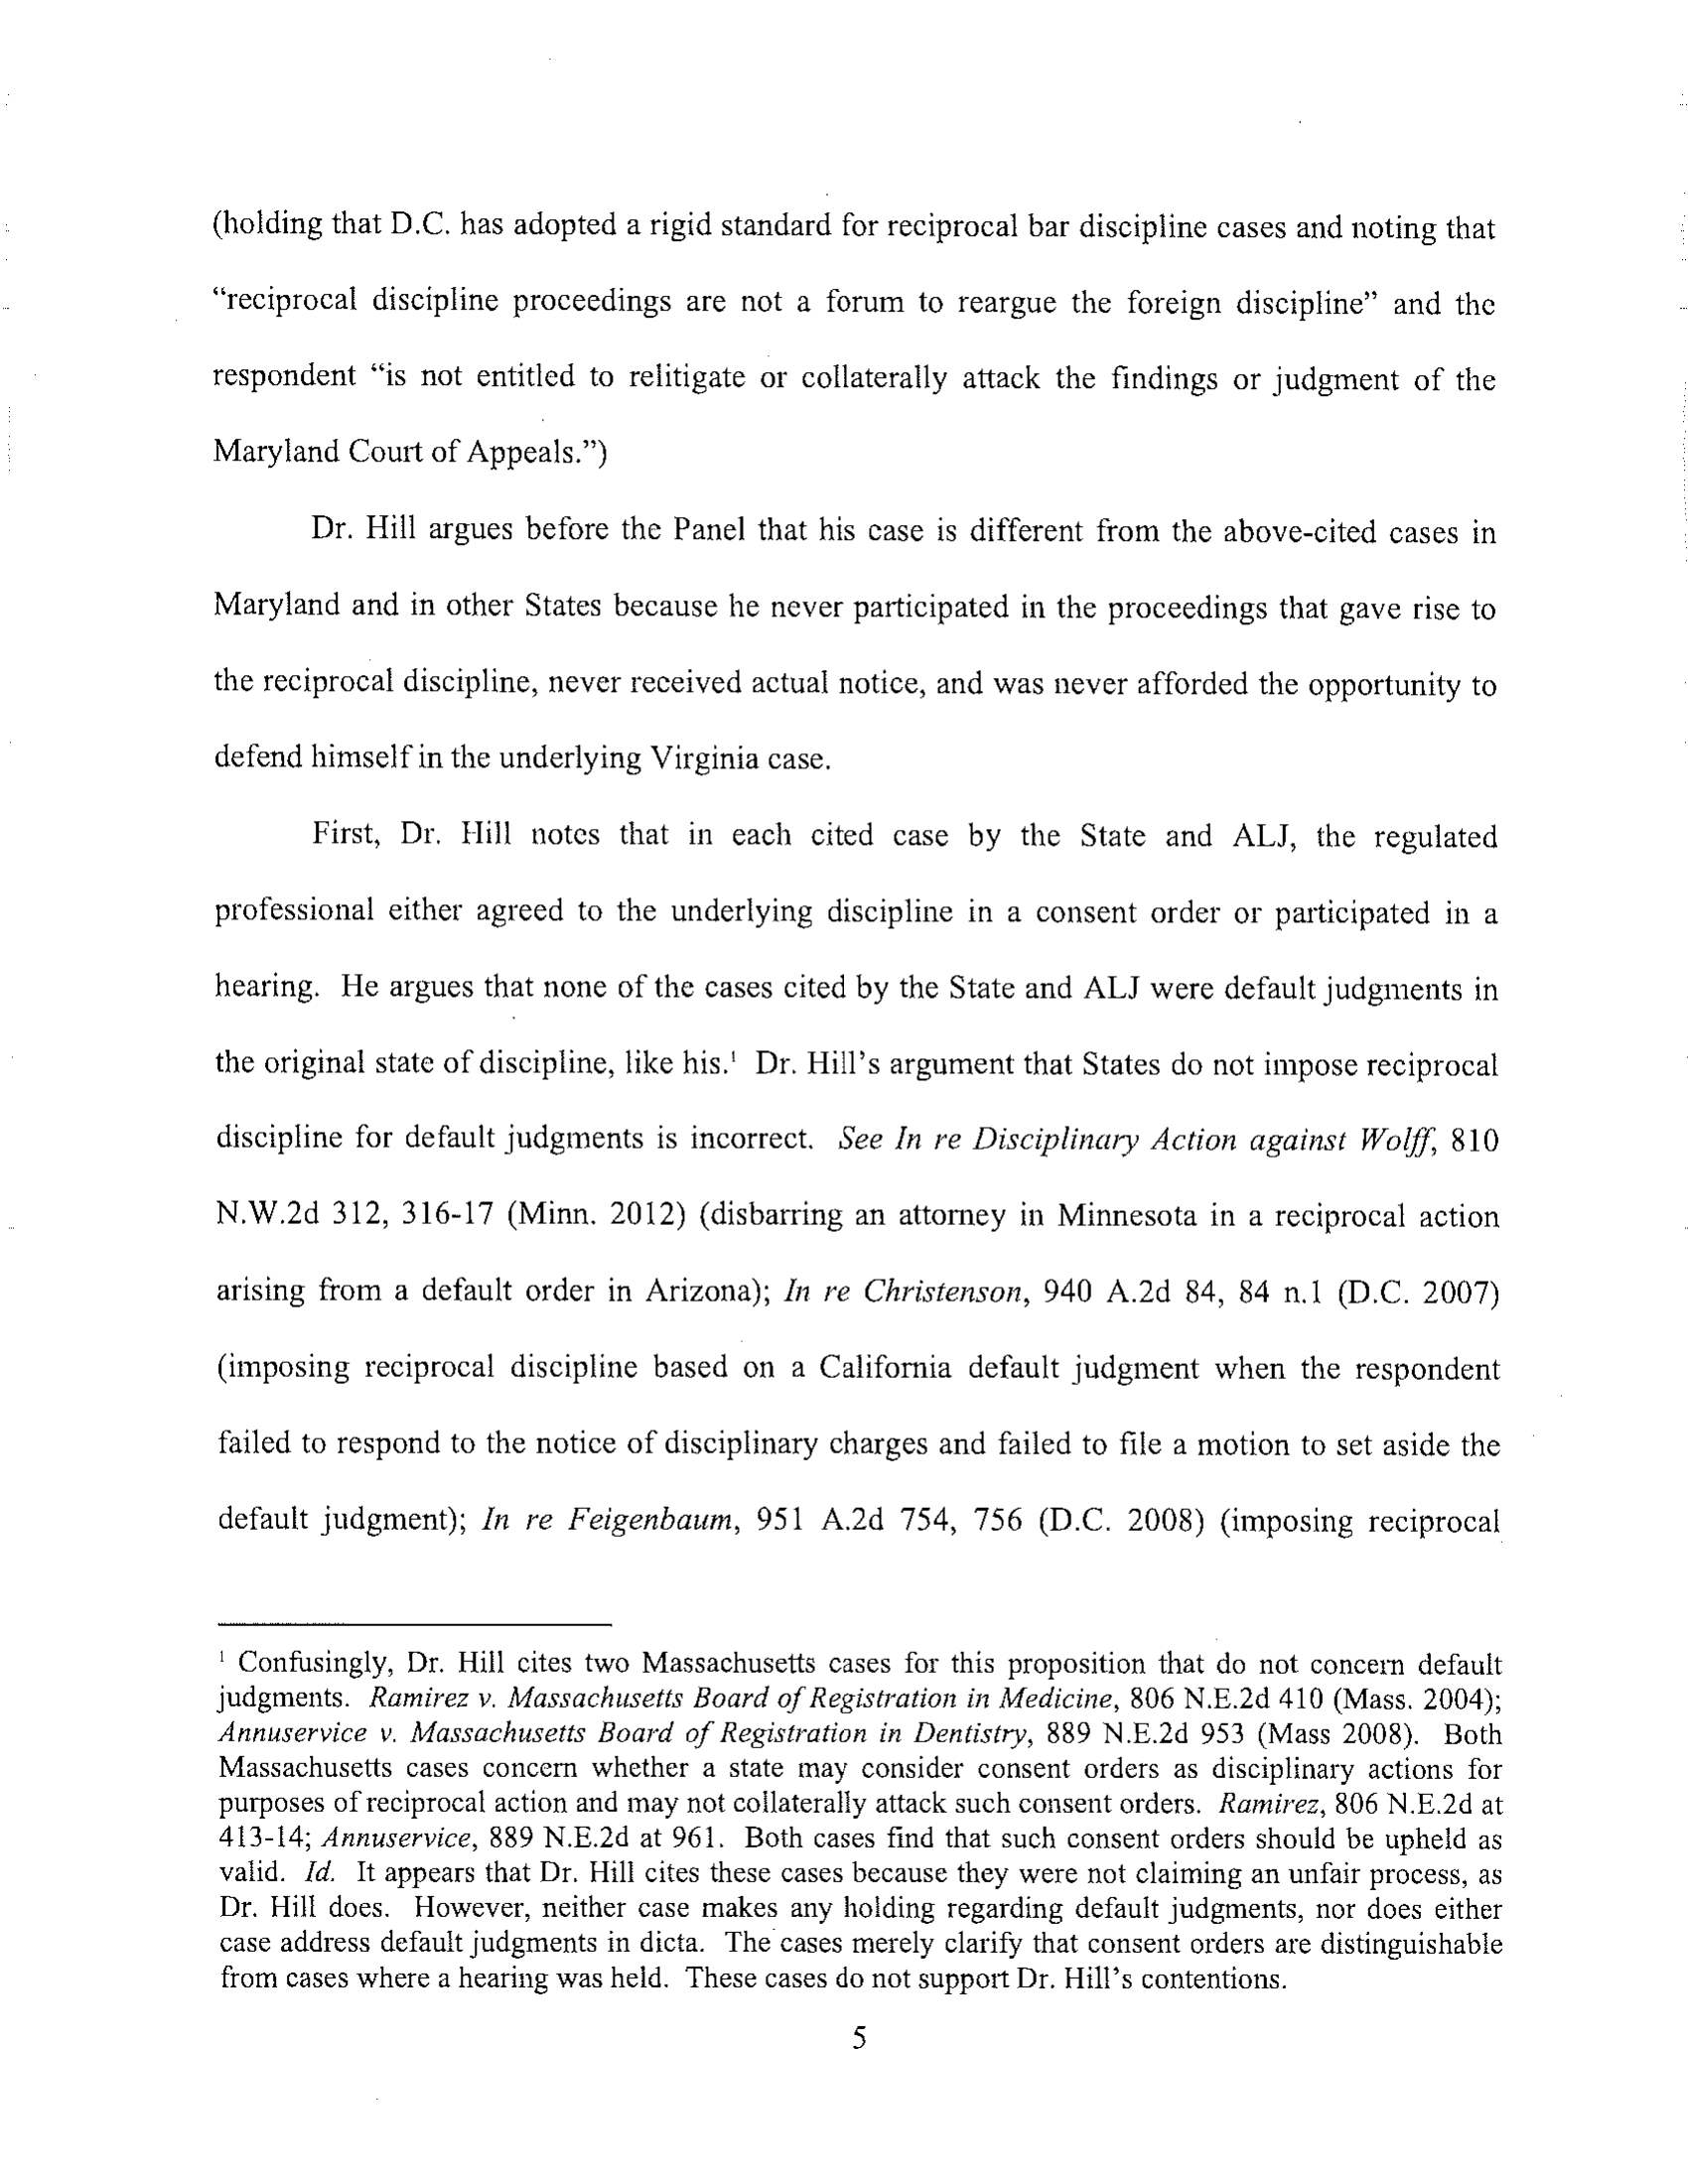 (holding that D.C. has adopted a rigid standard for reciprocal bar discipline cases and noting that
“reciprocal discipline proceedings are not a forum to reargue the foreign discipline” and the
respondent “is not entitled to relitigate or collaterally attack the findings or judgment of the
Maryland Court of Appeals.”)
Dr. Hill argues before the Panel that his case is different from the above-cited cases in
Maryland and in other States because he never participated in the proceedings that gave rise to
the reciprocal discipline, never received actual notice, and was never afforded the opportunity to
defend himself in the underlying Virginia case.
First, Dr. Hill notes that in each cited case by the State and ALJ, the regulated
professional either agreed to the underlying discipline in a consent order or participated in a
hearing. He argues that none of the cases cited by the State and ALJ were default judgments in
the original state of discipline, like his.¹ Dr. Hill’s argument that States do not impose reciprocal
discipline for default judgments is incorrect. See In re Disciplinary Action against Wolff, 810
N.W.2d 312, 316-17 (Minn. 2012) (disbarring an attorney in Minnesota in a reciprocal action
arising from a default order in Arizona); In re Christenson, 940 A.2d 84, 84 n.1 (D.C. 2007)
(imposing reciprocal discipline based on a California default judgment when the respondent
failed to respond to the notice of disciplinary charges and failed to file a motion to set aside the
default judgment); In re Feigenbaum, 951 A.2d 754, 756 (D.C. 2008) (imposing reciprocal
¹ Confusingly, Dr. Hill cites two Massachusetts cases for this proposition that do not concern default
judgments. Ramirez v. Massachusetts Board of Registration in Medicine, 806 N.E.2d 410 (Mass. 2004);
Annuservice v. Massachusetts Board of Registration in Dentistry, 889 N.E.2d 953 (Mass 2008). Both
Massachusetts cases concern whether a state may consider consent orders as disciplinary actions for
purposes of reciprocal action and may not collaterally attack such consent orders. Ramirez, 806 N.E.2d at
413-14; Annuservice, 889 N.E.2d at 961. Both cases find that such consent orders should be upheld as
valid. Id. It appears that Dr. Hill cites these cases because they were not claiming an unfair process, as
Dr. Hill does. However, neither case makes any holding regarding default judgments, nor does either
case address default judgments in dicta. The cases merely clarify that consent orders are distinguishable
from cases where a hearing was held. These cases do not support Dr. Hill’s contentions.
5